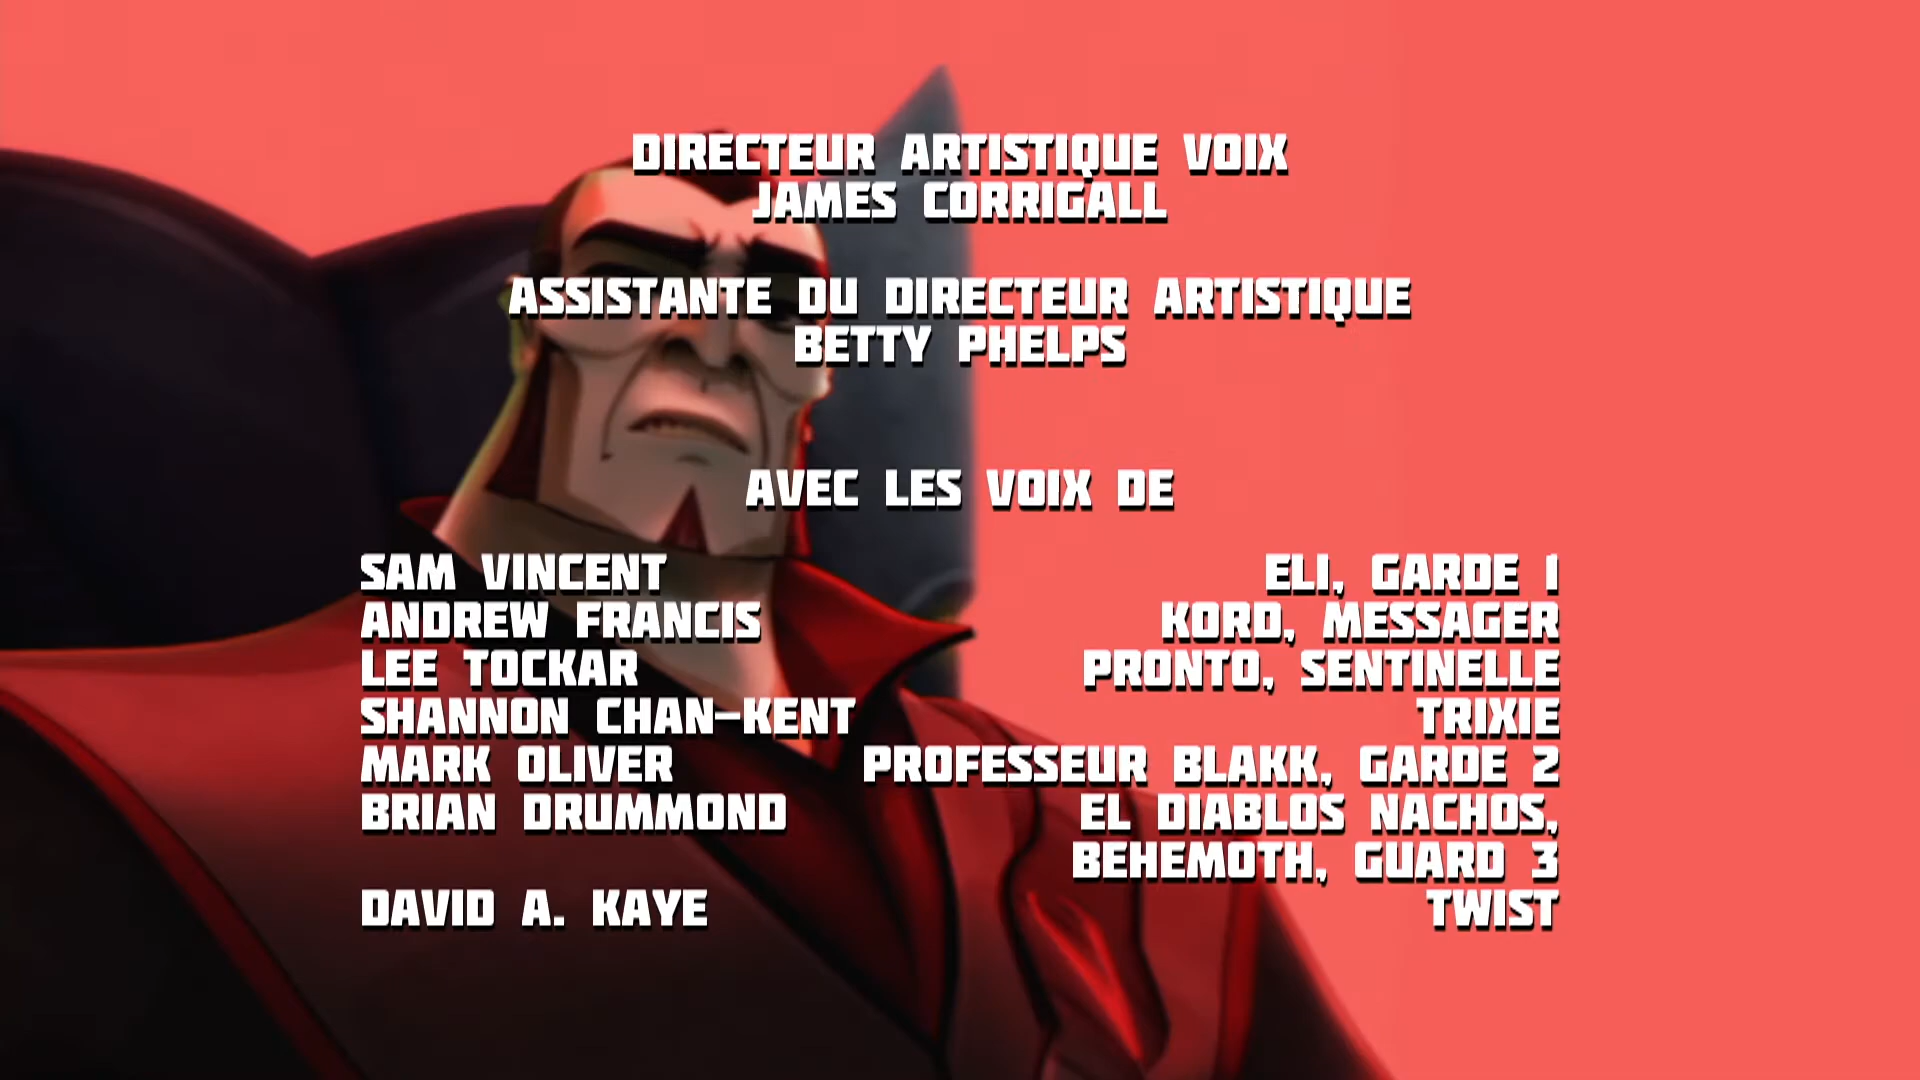 DIRECTEUR ARTISTIQUE VOIX
JAMES CORRIGALL
ASSISTANTE DU DIRECTEUR ARTISTIQUE
BETTY PHELPS
AVEC LES VOIX DE
SAM VINCENT ELI, GARDE 1
ANDREW FRANCIS KORD, MESSAGER
LEE TOCKAR PRONTO, SENTINELLE
SHANNON CHAN-KENT TRIXIE
MARK OLIVER PROFESSEUR BLAKK, GARDE 2
BRIAN DRUMMOND EL DIABLOS NACHOS,
BEHEMOTH, GUARD 3
DAVID A. KAYE TWIST